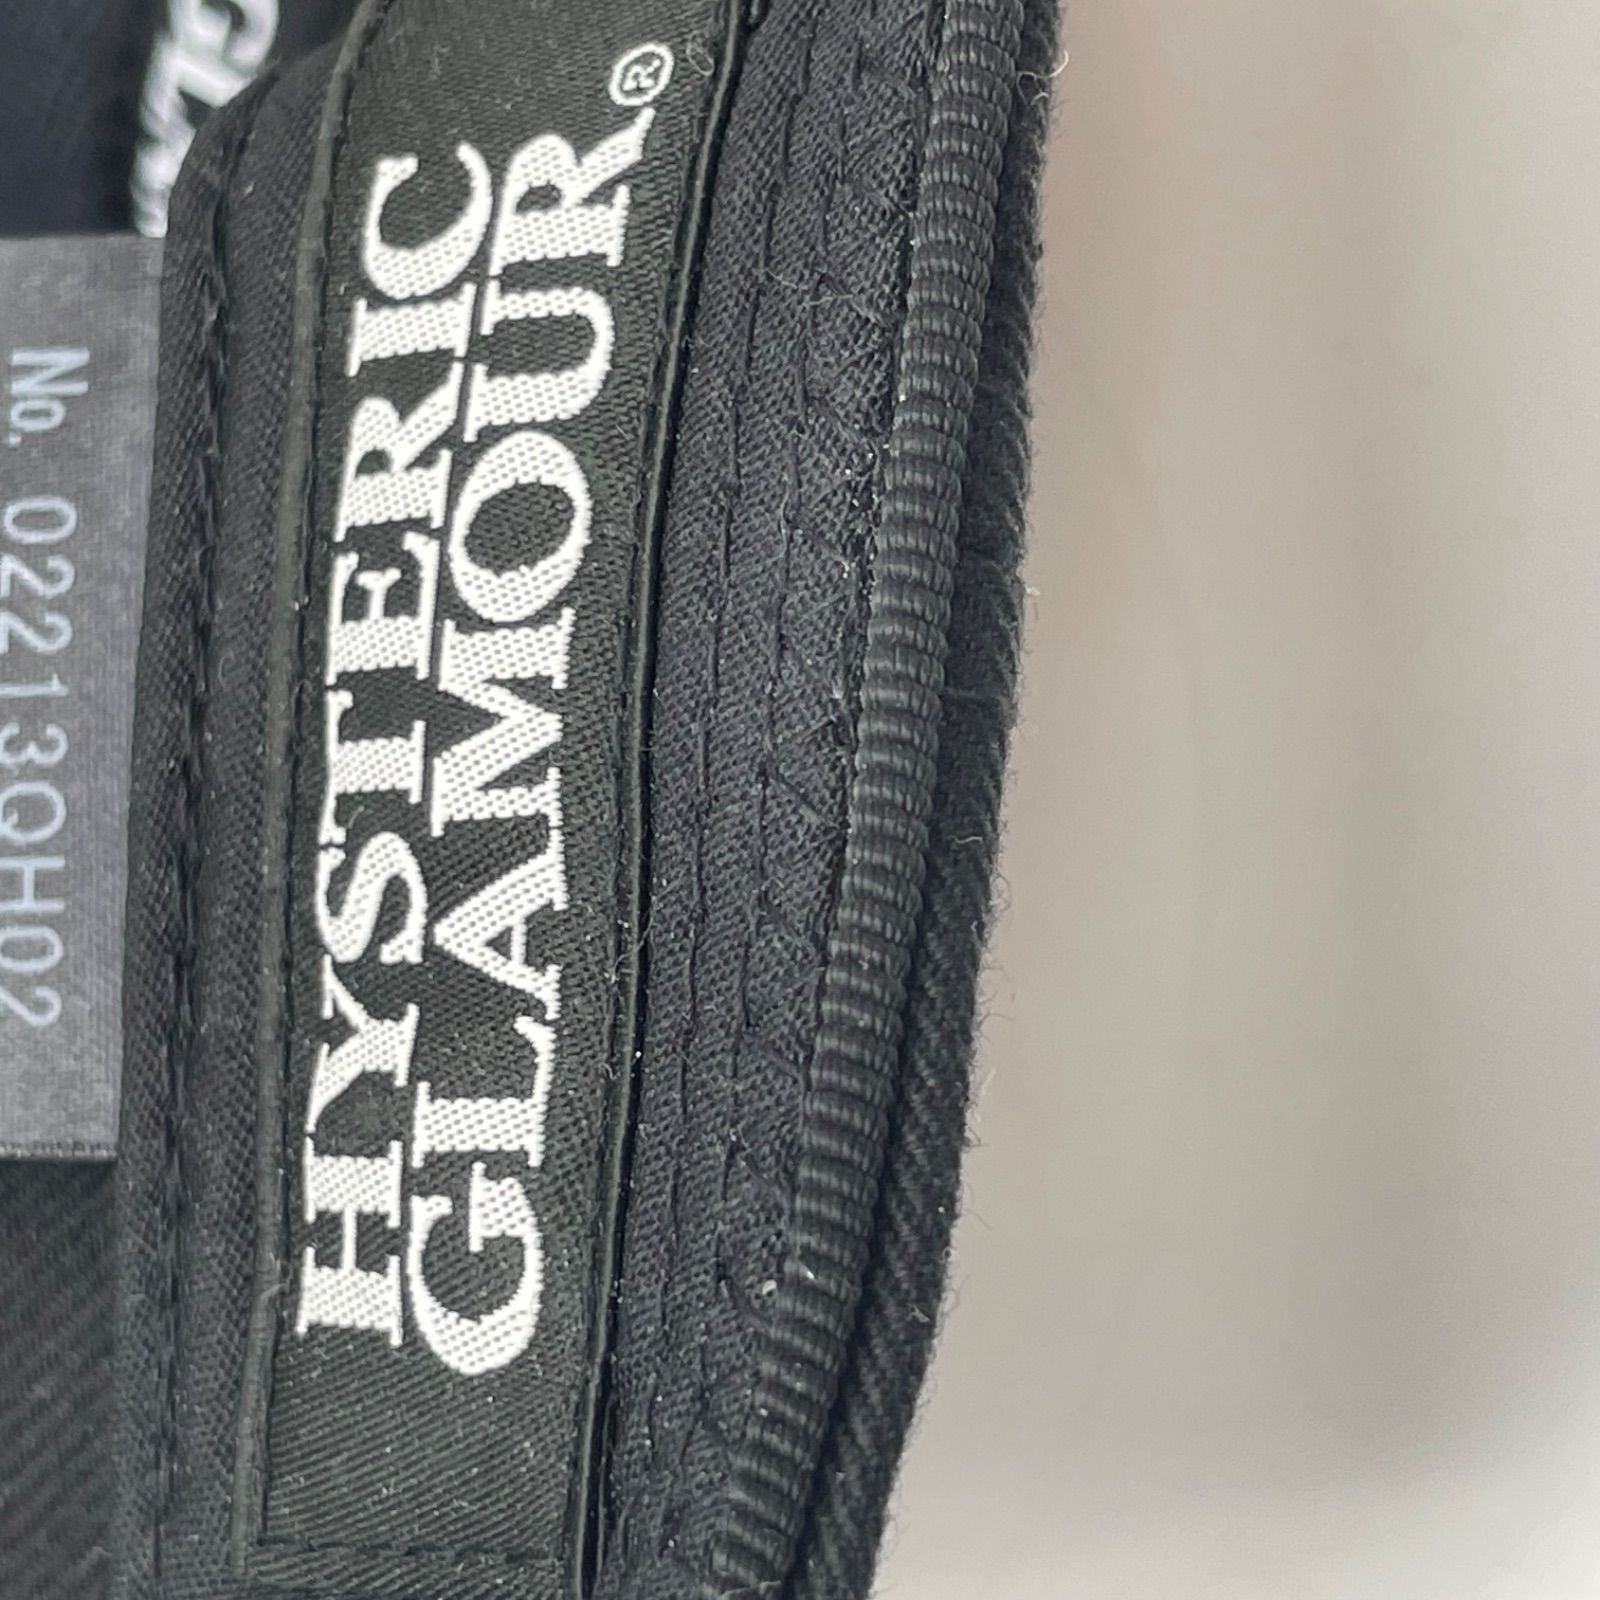 HYSTERIC
GLAMOUR®
No. 02213QH02